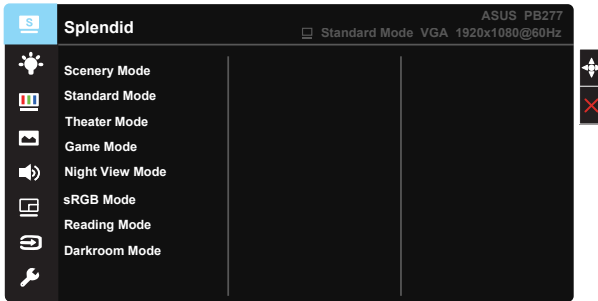 S
Splendid
ASUS PB277
Standard Mode VGA 1920x1080@60Hz
Scenery Mode
Standard Mode
Theater Mode
Game Mode
Night View Mode
sRGB Mode
Reading Mode
Darkroom Mode